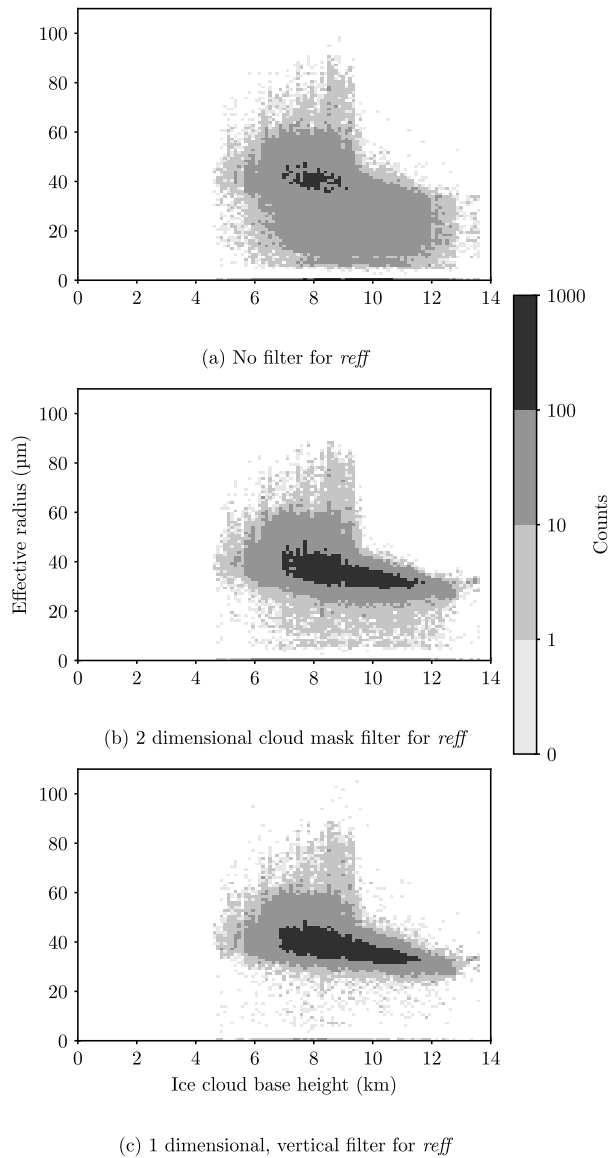 100
80
60
40
20
0
0 2 4 6 8 10 12 14
(a) No filter for reff
100
80
60
40
20
0
0 2 4 6 8 10 12 14
Effective radius (µm)
(b) 2 dimensional cloud mask filter for reff
1000
100
10
1
0
Counts
100
80
60
40
20
0
0 2 4 6 8 10 12 14
Ice cloud base height (km)
(c) 1 dimensional, vertical filter for reff